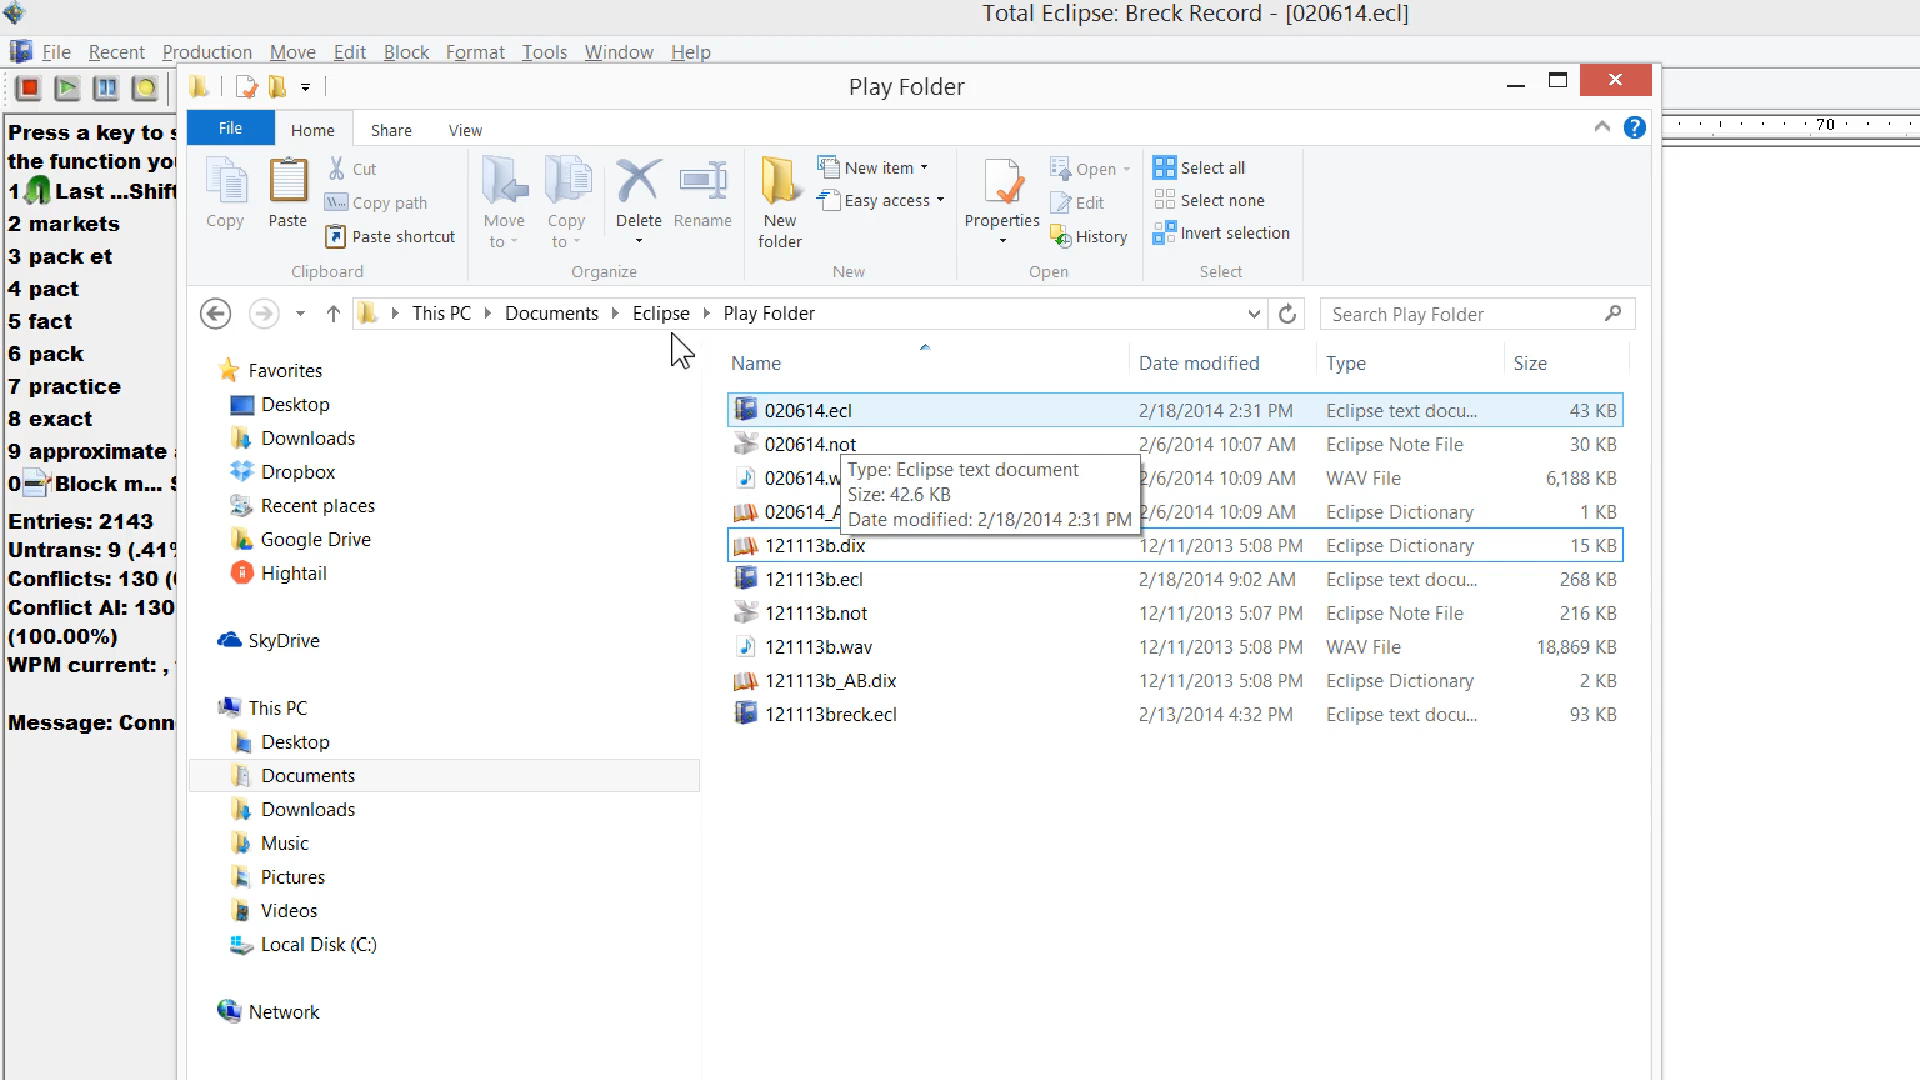 Total Eclipse: Breck Record - [020614.ecl]
File Recent Production Move Edit Block Format Tools Window Help
Play Folder
File Home Share View
70
Press a key to s
the function you
1 Last ...Shift
2 markets
3 pack et
4 pact
5 fact
6 pack
7 practice
8 exact
9 approximate
0 Block m...
Entries: 2143
Untrans: 9 (.41%
Conflicts: 130 (
Conflict AI: 130
(100.00%)
WPM current: ,
Message: Conn
Copy
Paste
Cut
Copy path
Paste shortcut
Clipboard
Move to
Copy to
Delete
Rename
Organize
New folder
New item
Easy access
New
Properties
Open
Edit
History
Open
Select all
Select none
Invert selection
Select
This PC Documents Eclipse Play Folder
Search Play Folder
Favorites
Desktop
Downloads
Dropbox
Recent places
Google Drive
Hightail
SkyDrive
This PC
Desktop
Documents
Downloads
Music
Pictures
Videos
Local Disk (C:)
Network
Name Date modified Type Size
020614.ecl 2/18/2014 2:31 PM Eclipse text docu... 43 KB
020614.not 2/6/2014 10:07 AM Eclipse Note File 30 KB
020614.w 2/6/2014 10:09 AM WAV File 6,188 KB
020614_A 2/6/2014 10:09 AM Eclipse Dictionary 1 KB
121113b.dix 12/11/2013 5:08 PM Eclipse Dictionary 15 KB
121113b.ecl 2/18/2014 9:02 AM Eclipse text docu... 268 KB
121113b.not 12/11/2013 5:07 PM Eclipse Note File 216 KB
121113b.wav 12/11/2013 5:08 PM WAV File 18,869 KB
121113b_AB.dix 12/11/2013 5:08 PM Eclipse Dictionary 2 KB
121113breck.ecl 2/13/2014 4:32 PM Eclipse text docu... 93 KB
Type: Eclipse text document
Size: 42.6 KB
Date modified: 2/18/2014 2:31 PM